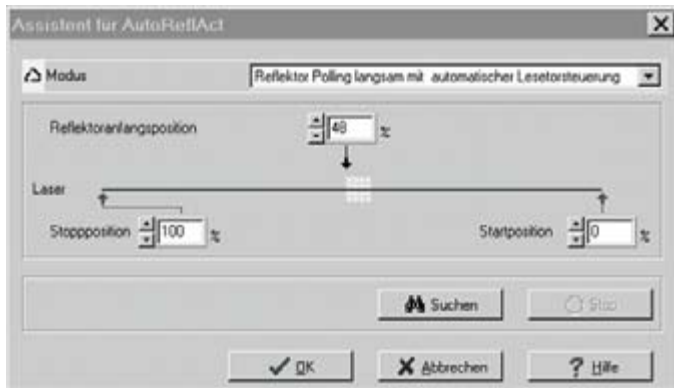 Assistent für AutoReflAct
Modus
Reflektor Polling langsam mit automatischer Lesetorsteuerung
Reflektoranfangsposition
48 %
Laser
Stoppposition 100 %
Startposition 0 %
Suchen
Stop
OK
Abbrechen
? Hilfe